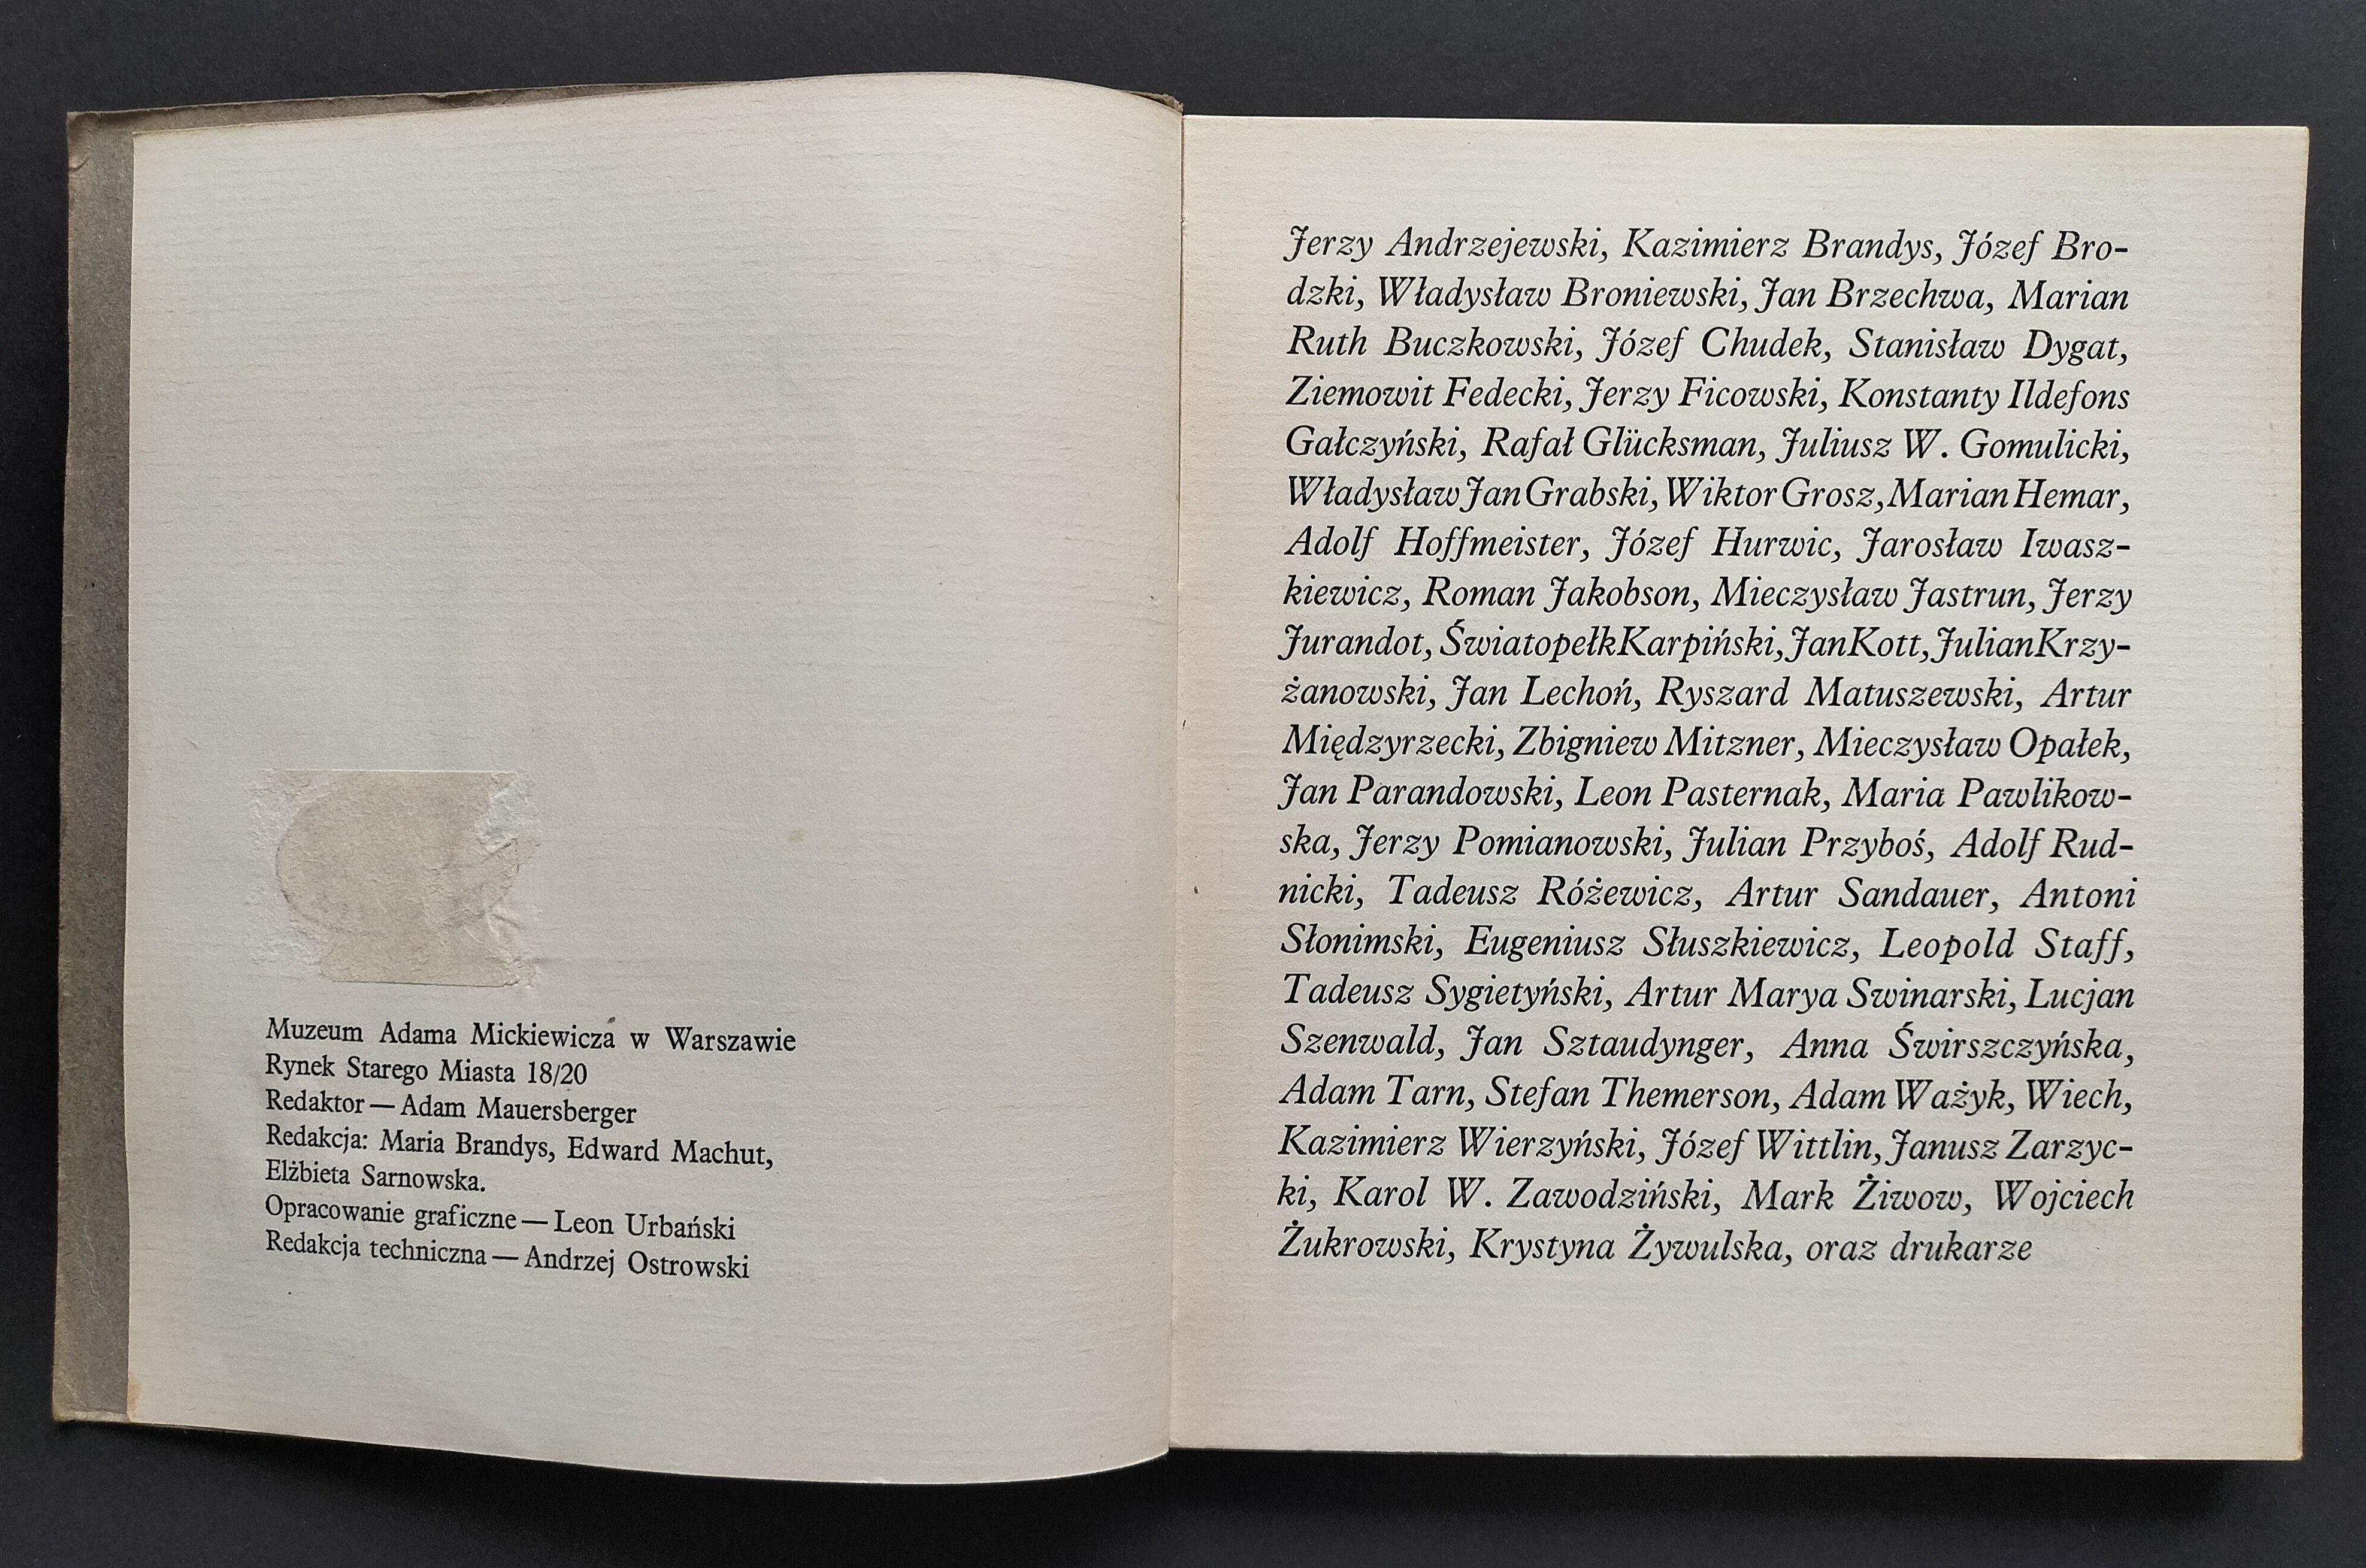 Muzeum Adama Mickiewicza w Warszawie
Rynek Starego Miasta 18/20
Redaktor — Adam Mauersberger
Redakcja: Maria Brandys, Edward Machut,
Elżbieta Sarnowska.
Opracowanie graficzne — Leon Urbański
Redakcja techniczna — Andrzej Ostrowski
Jerzy Andrzejewski, Kazimierz Brandys, Józef Bro-
dzki, Władysław Broniewski, Jan Brzechwa, Marian
Ruth Buczkowski, Józef Chudek, Stanisław Dygat,
Ziemowit Fedecki, Jerzy Ficowski, Konstanty Ildefons
Gałczyński, Rafał Glücksman, Juliusz W. Gomulicki,
Władysław Jan Grabski, Wiktor Grosz, Marian Hemar,
Adolf Hoffmeister, Józef Hurwic, Jarosław Iwasz-
kiewicz, Roman Jakobson, Mieczysław Jastrun, Jerzy
Jurandot, Światopełk Karpiński, Jan Kott, Julian Krzy-
żanowski, Jan Lechoń, Ryszard Matuszewski, Artur
Międzyrzecki, Zbigniew Mitzner, Mieczysław Opałek,
Jan Parandowski, Leon Pasternak, Maria Pawlikow-
ska, Jerzy Pomianowski, Julian Przyboś, Adolf Rud-
nicki, Tadeusz Różewicz, Artur Sandauer, Antoni
Słonimski, Eugeniusz Słuszkiewicz, Leopold Staff,
Tadeusz Sygietyński, Artur Marya Swinarski, Lucjan
Szenwald, Jan Sztaudynger, Anna Świrszczyńska,
Adam Tarn, Stefan Themerson, Adam Ważyk, Wiech,
Kazimierz Wierzyński, Józef Wittlin, Janusz Zarzyc-
ki, Karol W. Zawodziński, Mark Żiwow, Wojciech
Żukrowski, Krystyna Żywulska, oraz drukarze